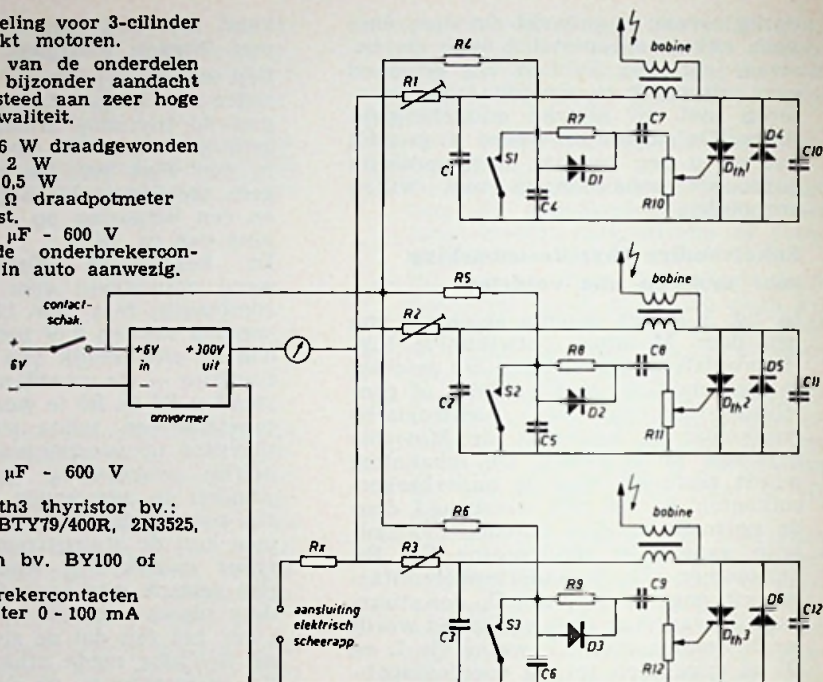 eling voor 3-cilinder
kt motoren.
van de onderdelen
bijzonder aandacht
steed aan zeer hoge
waliteit.
6 W draadgewonden
2 W
0,5 W
Ω draadpotmeter
st.
µF - 600 V
de onderbrekercon-
in auto aanwezig.
contact-
schak.
+
6V
-
+6V
in
-
+300V
uit
-
omvormer
µF - 600 V
th3 thyristor bv.:
BTY79/400R, 2N3525,
n bv. BY100 of
rekercontacten
ter 0 - 100 mA
R4
R1
C1
S1
C4
R7
D1
C7
R10
bobine
Dth1
D4
C10
R5
R2
C2
S2
C5
R8
D2
C8
R11
bobine
Dth2
D5
C11
R6
Rx
R3
aansluiting
elektrisch
scheerapp.
C3
S3
C6
R9
D3
C9
R12
bobine
Dth3
D6
C12